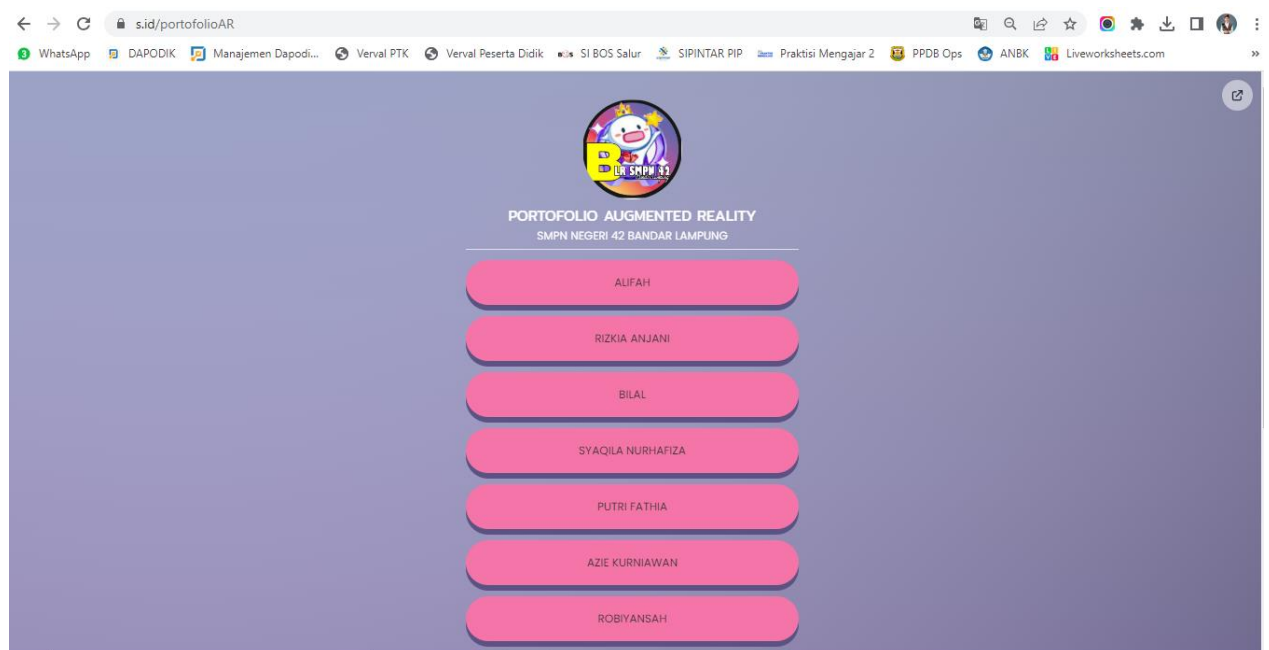 s.id/portofolioAR
WhatsApp DAPODIK Manajemen Dapodi... Verval PTK Verval Peserta Didik SI BOS Salur SIPINTAR PIP Praktisi Mengajar 2 PPDB Ops ANBK Liveworksheets.com »
B LR SMPN 42
PORTOFOLIO AUGMENTED REALITY
SMPN NEGERI 42 BANDAR LAMPUNG
ALIFAH
RIZKIA ANJANI
BILAL
SYAQILA NURHAFIZA
PUTRI FATHIA
AZIE KURNIAWAN
ROBIYANSAH